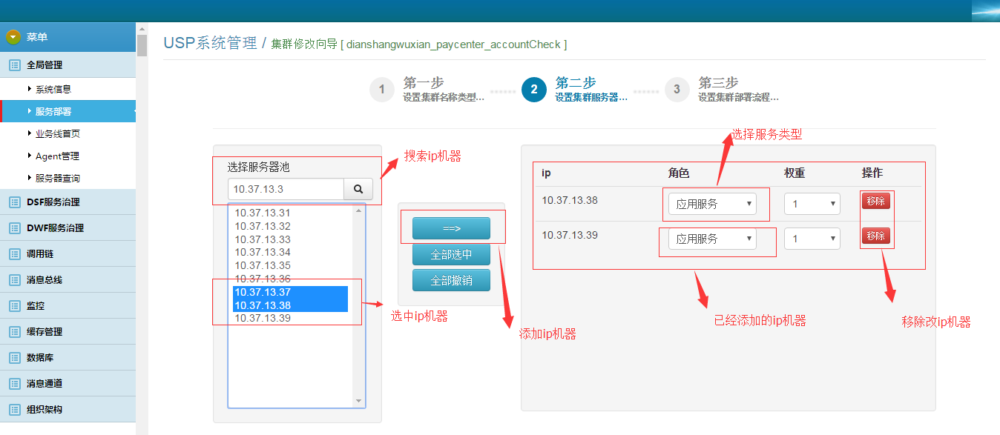 菜单
全局管理
系统信息
服务部署
业务线首页
Agent管理
服务器查询
DSF服务治理
DWF服务治理
调用链
消息总线
监控
缓存管理
数据库
消息通道
组织架构
USP系统管理 / 集群修改向导 [ dianshangwuxian_paycenter_accountCheck ]
1 第一步
设置集群名称类型...
2 第二步
设置集群服务器...
3 第三步
设置集群部署流程...
选择服务器池
10.37.13.3
10.37.13.31
10.37.13.32
10.37.13.33
10.37.13.34
10.37.13.35
10.37.13.36
10.37.13.37
10.37.13.38
10.37.13.39
搜索ip机器
选中ip机器
==>
全部选中
全部撤销
添加ip机器
选择服务类型
ip 角色 权重 操作
10.37.13.38 应用服务 1 移除
10.37.13.39 应用服务 1 移除
已经添加的ip机器
移除改ip机器